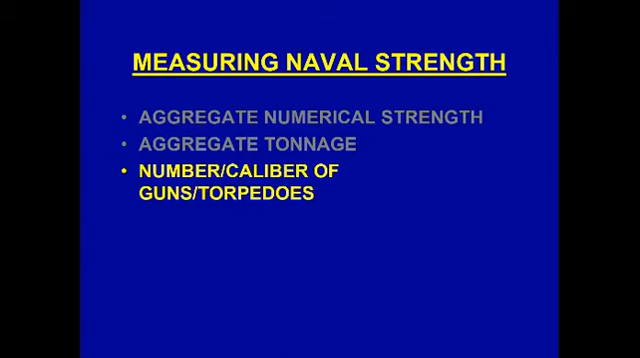 MEASURING NAVAL STRENGTH
• AGGREGATE NUMERICAL STRENGTH
• AGGREGATE TONNAGE
• NUMBER/CALIBER OF
GUNS/TORPEDOES